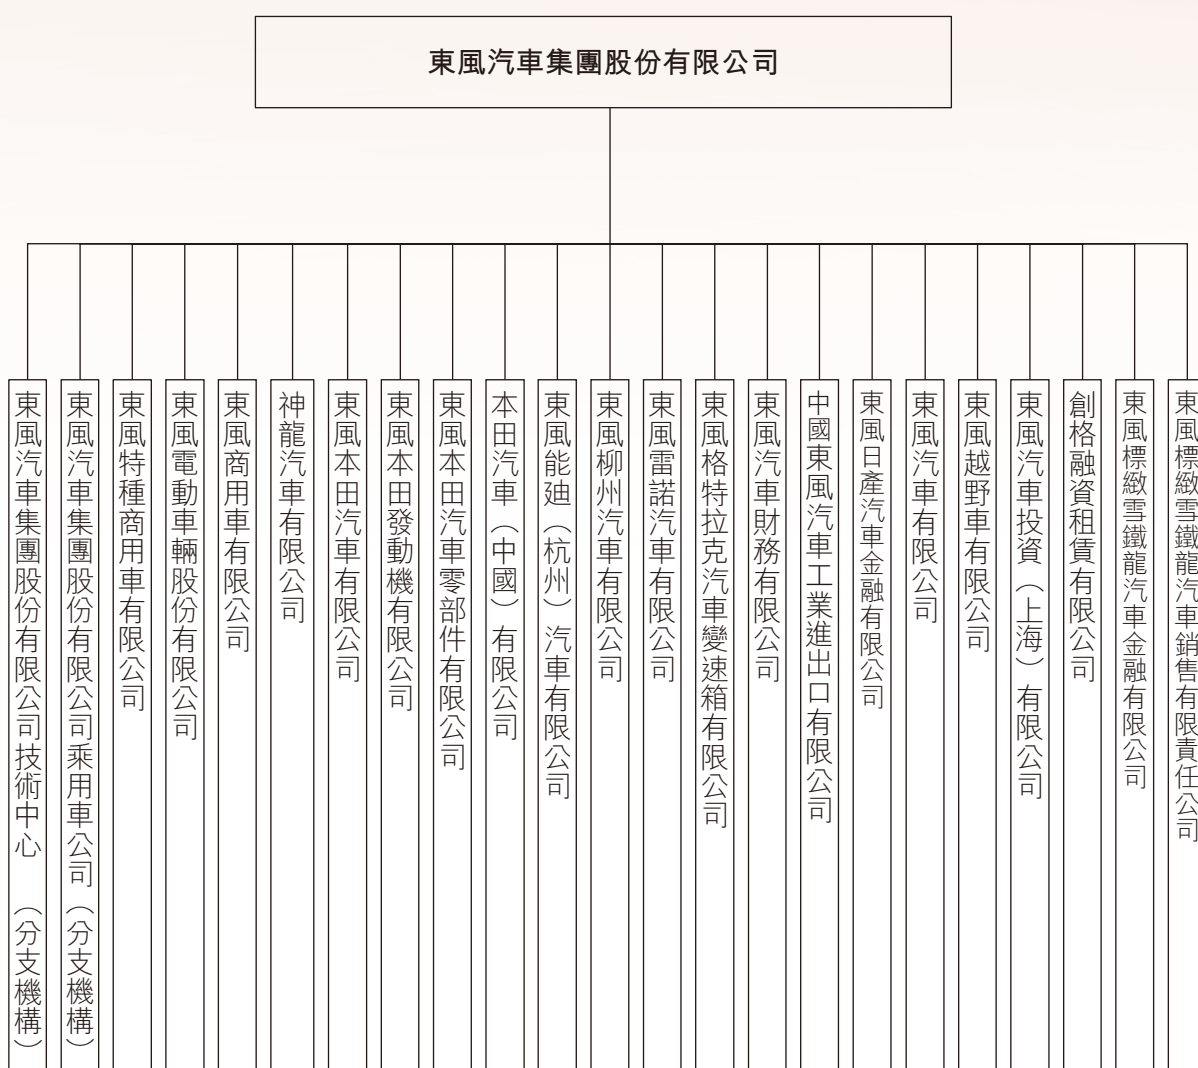 東風汽車集團股份有限公司
東風汽車集團股份有限公司技術中心 （分支機構）
東風汽車集團股份有限公司乘用車公司（分支機構）
東風特種商用車有限公司
東風電動車輛股份有限公司
東風商用車有限公司
神龍汽車有限公司
東風本田汽車有限公司
東風本田發動機有限公司
東風本田汽車零部件有限公司
本田汽車（中國）有限公司
東風能迪（杭州）汽車有限公司
東風柳州汽車有限公司
東風雷諾汽車有限公司
東風格特拉克汽車變速箱有限公司
東風汽車財務有限公司
中國東風汽車工業進出口有限公司
東風日產汽車金融有限公司
東風汽車有限公司
東風越野車有限公司
東風汽車投資（上海）有限公司
創格融資租賃有限公司
東風標緻雪鐵龍汽車金融有限公司
東風標緻雪鐵龍汽車銷售有限責任公司